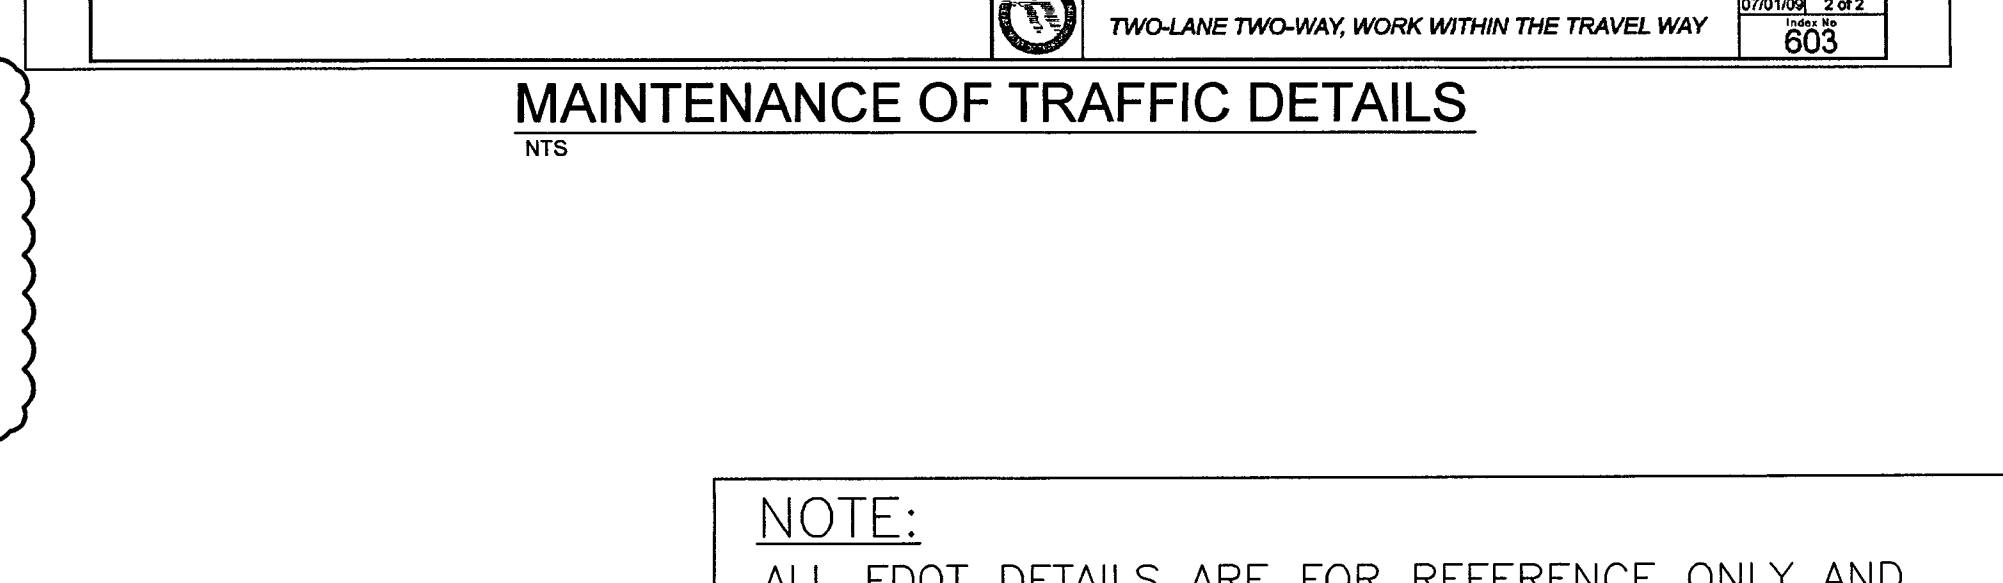 07/01/09 2 of 2
TWO-LANE TWO-WAY, WORK WITHIN THE TRAVEL WAY
Index No
603
MAINTENANCE OF TRAFFIC DETAILS
NTS
NOTE:
ALL FDOT DETAILS ARE FOR REFERENCE ONLY AND